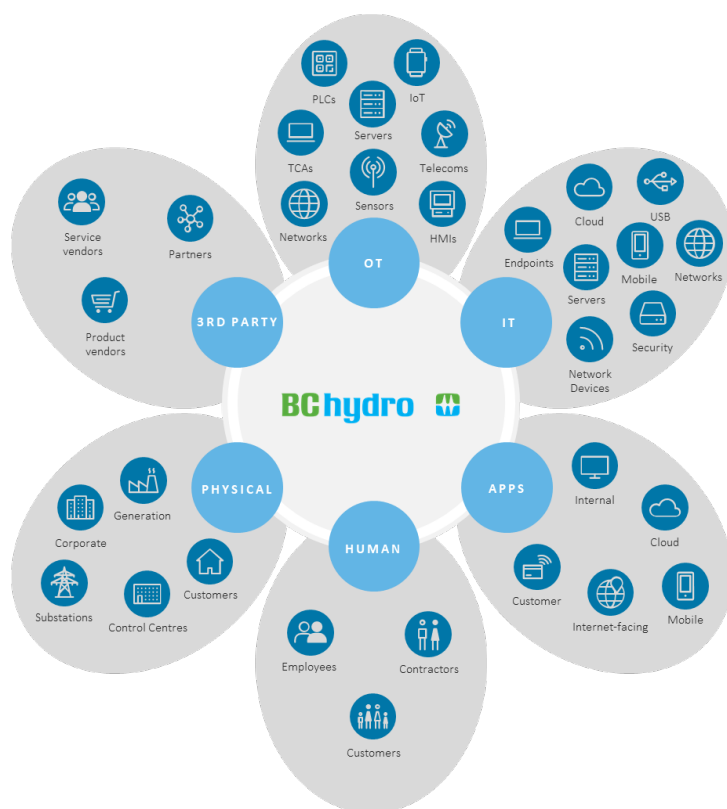 PLCs
IoT
Servers
TCAs
Telecoms
Sensors
Networks
HMIs
OT
Cloud
USB
Endpoints
Mobile
Networks
Servers
Security
Network
Devices
IT
Internal
Cloud
Customer
Internet-facing
Mobile
APPS
HUMAN
Employees
Contractors
Customers
PHYSICAL
Generation
Corporate
Customers
Substations
Control Centres
3RD PARTY
Service
vendors
Partners
Product
vendors
BC hydro